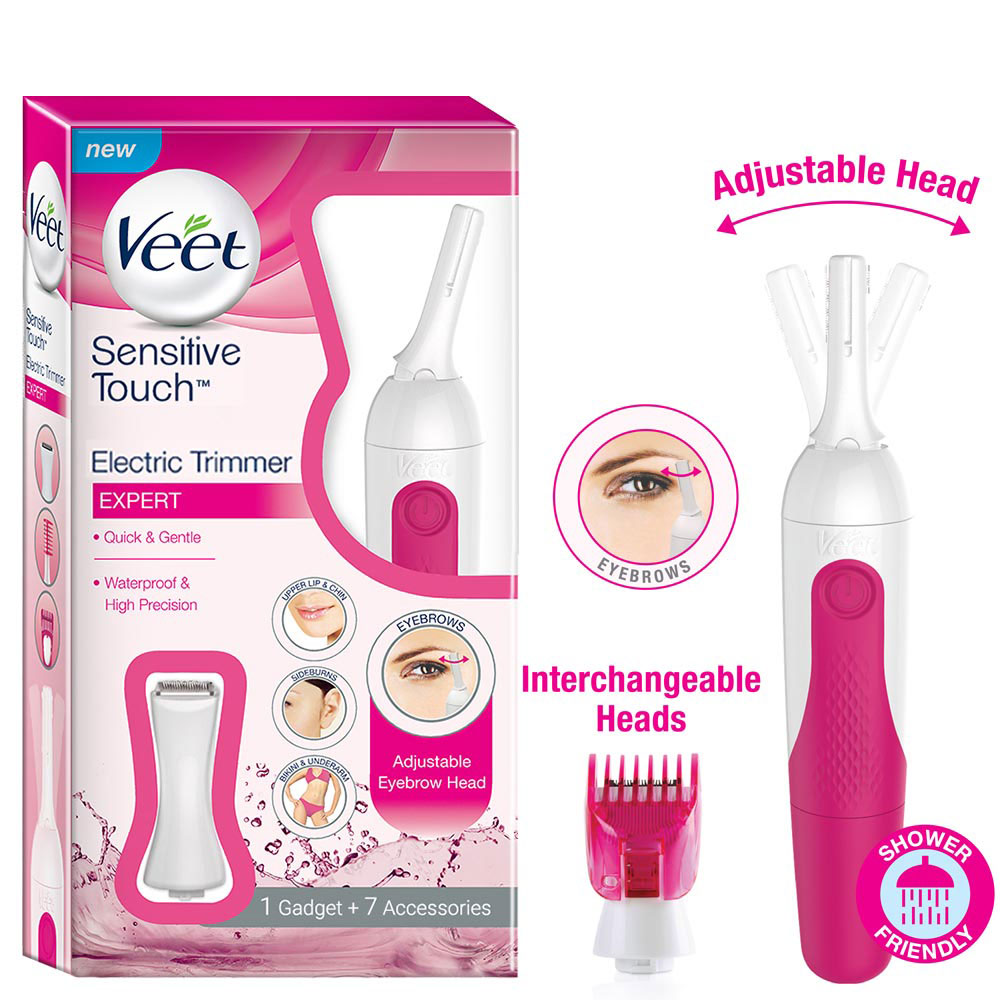 new
Veet
Sensitive
Touch™
Electric Trimmer
EXPERT
• Quick & Gentle
• Waterproof &
High Precision
UPPER LIP & CHIN
SIDEBURNS
BIKINI & UNDERARM
EYEBROWS
Adjustable
Eyebrow Head
1 Gadget + 7 Accessories
Veet
Veet
Sensitive
Touch™
Electric Trimmer
EXPERT
Adjustable Head
EYEBROWS
Interchangeable
Heads
Veet
SHOWER
FRIENDLY